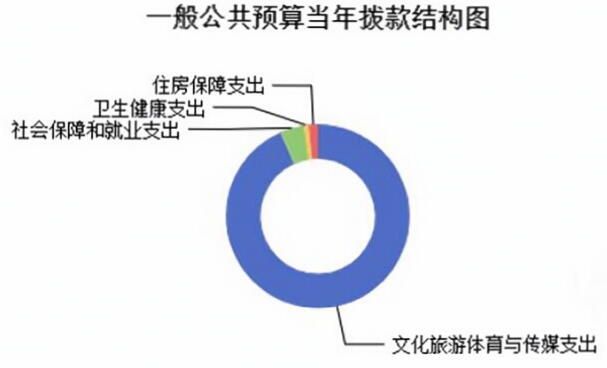 一般公共预算当年拨款结构图
住房保障支出
卫生健康支出
社会保障和就业支出
文化旅游体育与传媒支出